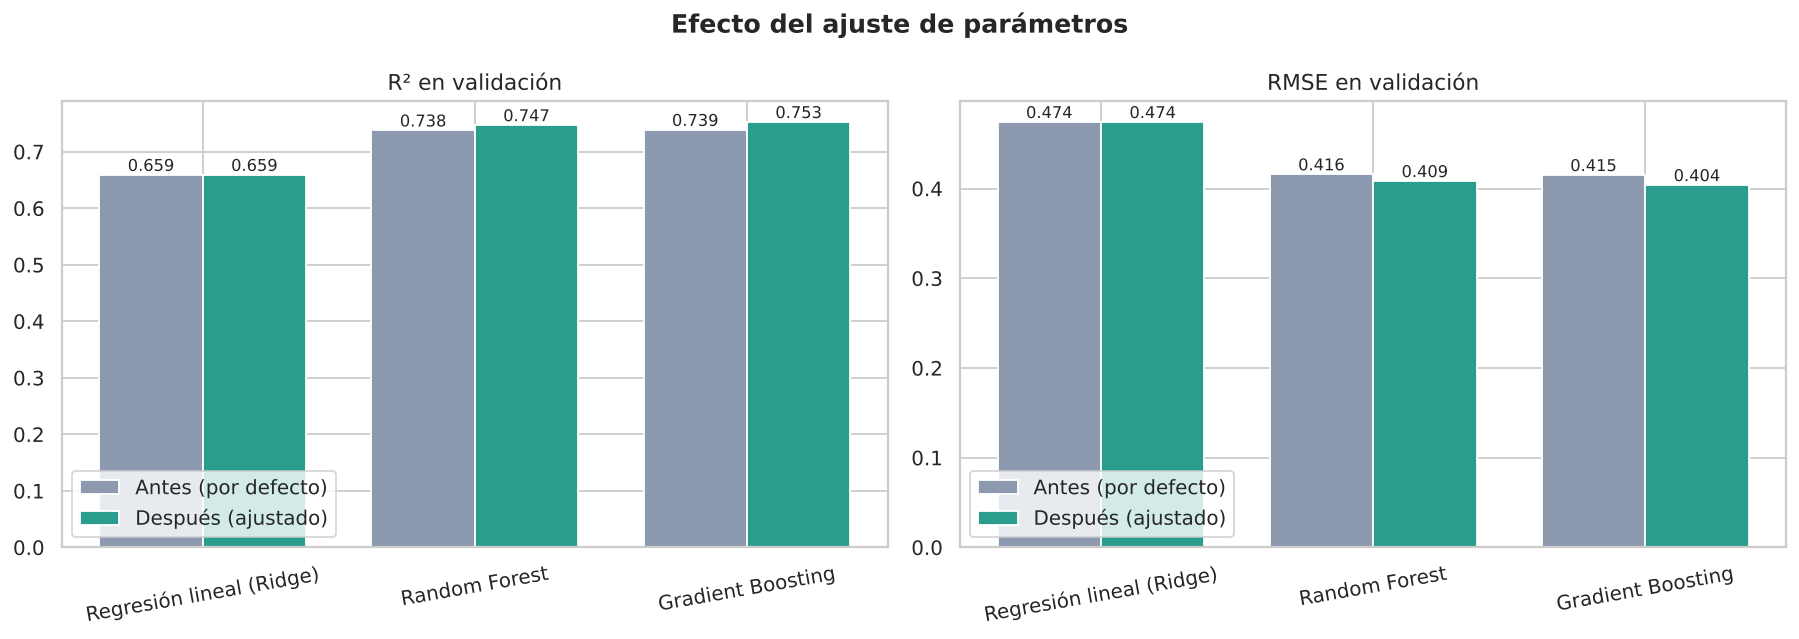 Efecto del ajuste de parámetros
R² en validación
0.659 0.659 0.738 0.747 0.739 0.753
0.7
0.6
0.5
0.4
0.3
0.2
0.1
0.0
Antes (por defecto)
Después (ajustado)
Regresión lineal (Ridge) Random Forest Gradient Boosting
RMSE en validación
0.474 0.474 0.416 0.409 0.415 0.404
0.4
0.3
0.2
0.1
0.0
Antes (por defecto)
Después (ajustado)
Regresión lineal (Ridge) Random Forest Gradient Boosting